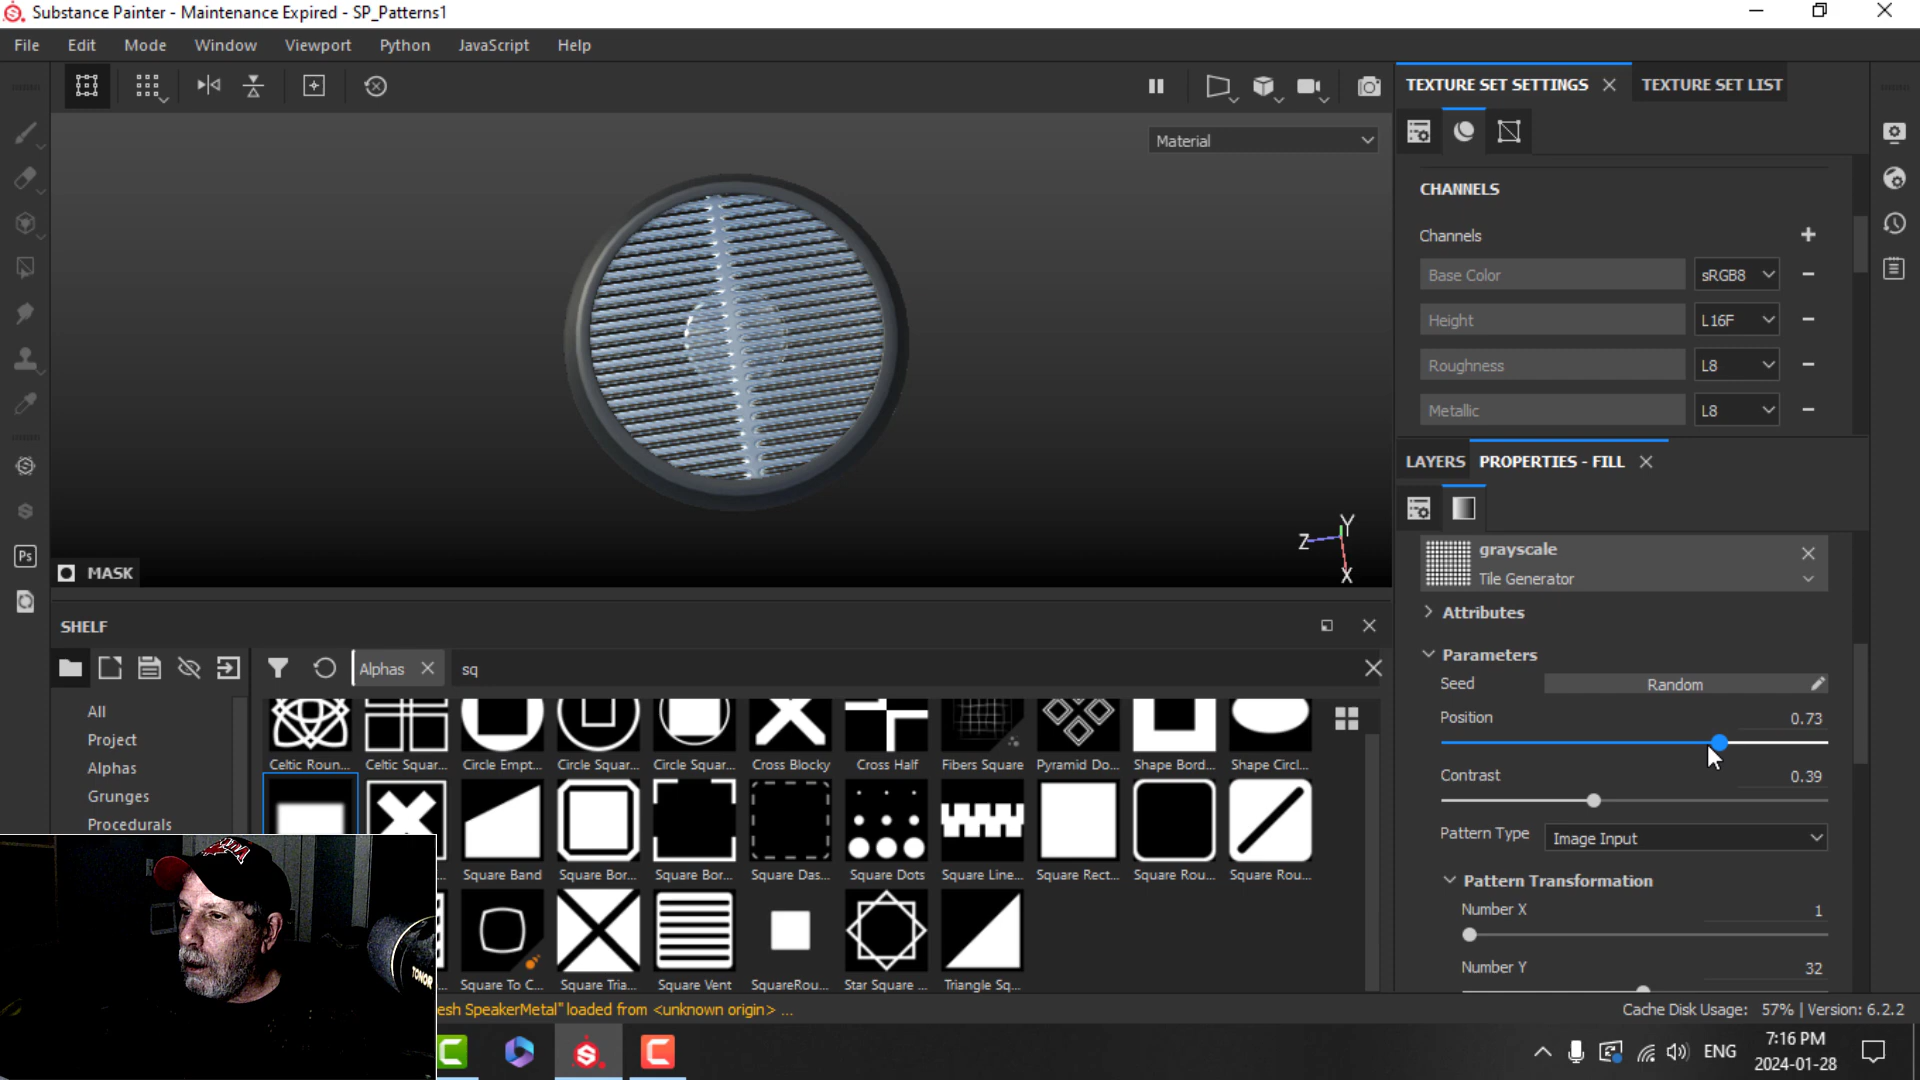 Substance Painter - Maintenance Expired - SP_Patterns1
File Edit Mode Window Viewport Python JavaScript Help
TEXTURE SET SETTINGS
TEXTURE SET LIST
Material
CHANNELS
Channels
Base Color sRGB8
Height L16F
Roughness L8
Metallic L8
LAYERS
PROPERTIES - FILL
grayscale
Tile Generator
Attributes
Parameters
Seed Random
Position 0.73
Contrast 0.39
Pattern Type Image Input
Pattern Transformation
Number X 1
Number Y 32
Y
Z
X
Ps
MASK
SHELF
Alphas
sq
All
Project
Alphas
Grunges
Procedurals
Celtic Roun... Celtic Squar... Circle Empt... Circle Squar... Circle Squar... Cross Blocky Cross Half Fibers Square Pyramid Do... Shape Bord... Shape Circl...
Square Band Square Bor... Square Bor... Square Das... Square Dots Square Line... Square Rect... Square Rou... Square Rou...
Square To C... Square Tria... Square Vent SquareRou... Star Square ... Triangle Sq...
esh SpeakerMetal" loaded from <unknown origin> ...
Cache Disk Usage: 57% | Version: 6.2.2
TONOR
ENG
7:16 PM
2024-01-28